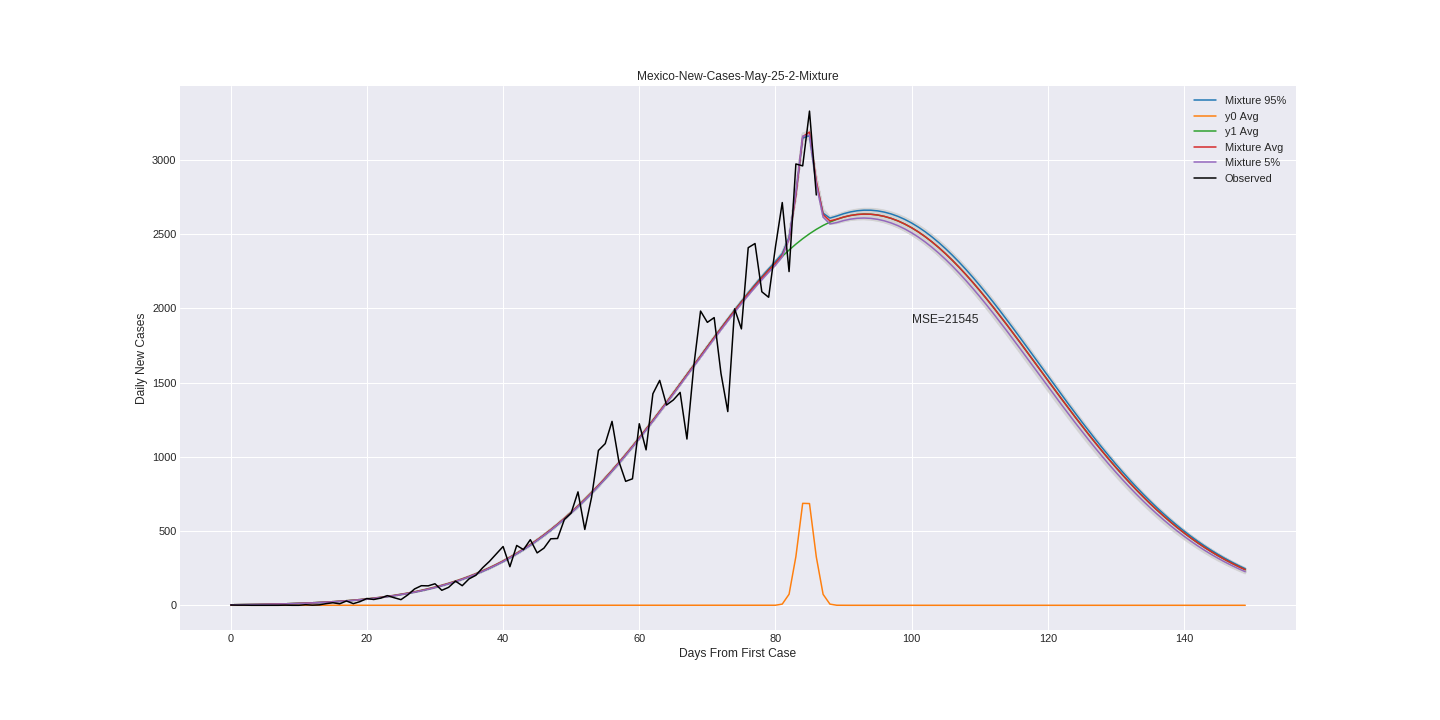 Mexico-New-Cases-May-25-2-Mixture
Mixture 95%
y0 Avg
y1 Avg
Mixture Avg
Mixture 5%
Observed
Daily New Cases
3000
2500
2000
1500
1000
500
0
MSE=21545
0 20 40 60 80 100 120 140
Days From First Case